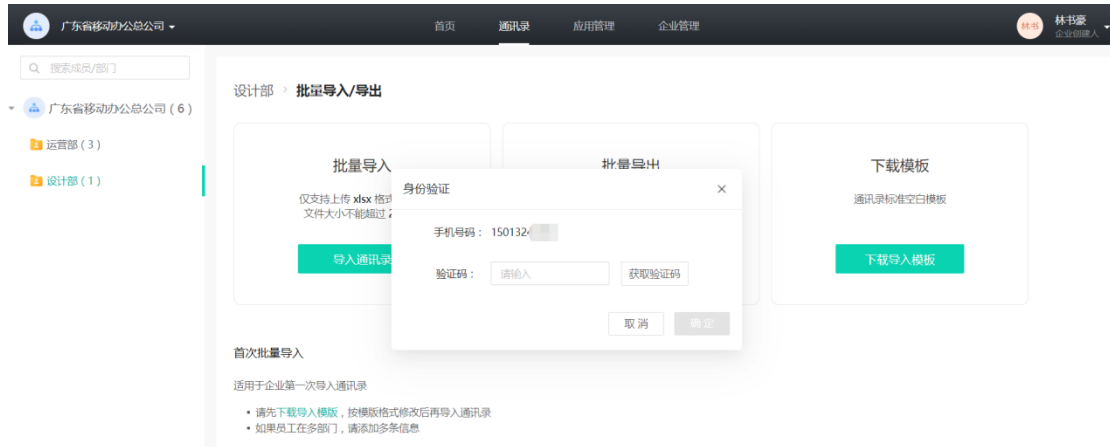 广东省移动办公总公司
首页
通讯录
应用管理
企业管理
林书
林书豪
企业创建人
搜索成员/部门
广东省移动办公总公司 ( 6 )
运营部 ( 3 )
设计部 ( 1 )
设计部 > 批量导入/导出
批量导入
仅支持上传 xlsx 格式
文件大小不能超过
导入通讯录
批量导出
下载模板
通讯录标准空白模板
下载导入模板
身份验证
手机号码： 1501324
验证码： 请输入 获取验证码
取 消
确 定
首次批量导入
适用于企业第一次导入通讯录
• 请先下载导入模版，按模版格式修改后再导入通讯录
• 如果员工在多部门，请添加多条信息